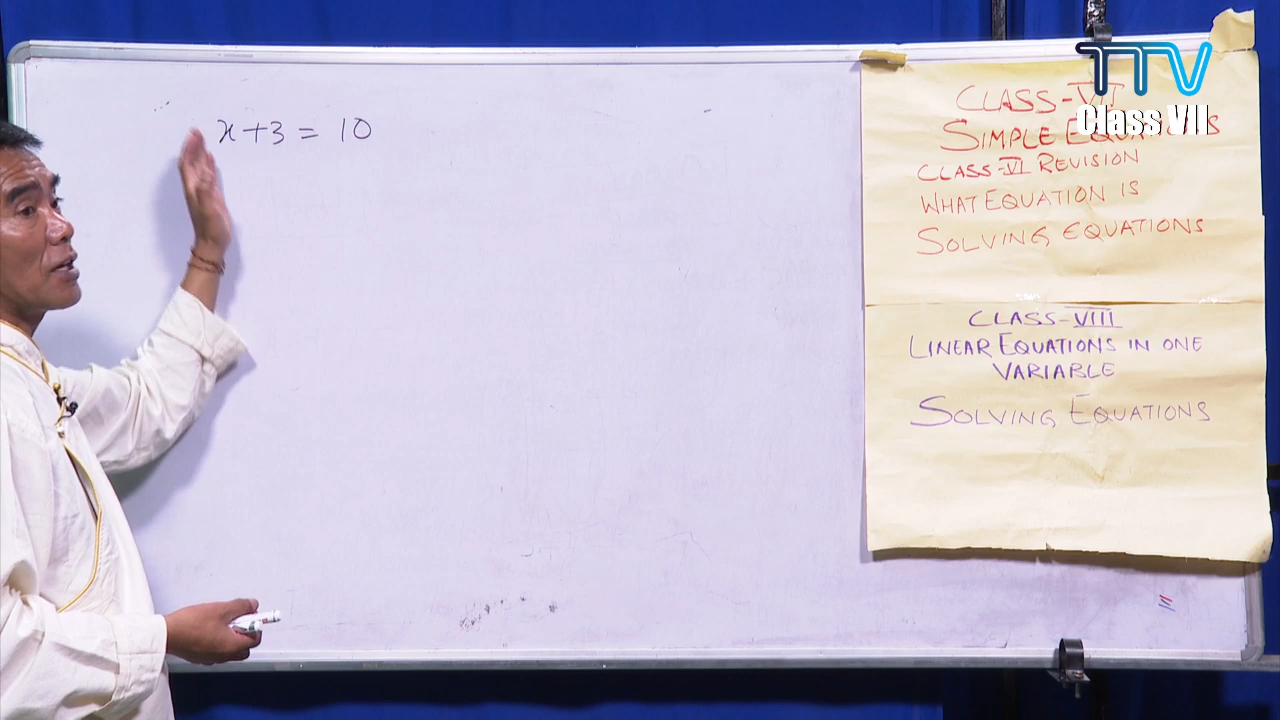 x+3 = 10
TTV
Class VII
CLASS-VII
SIMPLE EQUATIONS
CLASS-VI REVISION
WHAT EQUATION IS
SOLVING EQUATIONS
CLASS-VIII
LINEAR EQUATIONS IN ONE
VARIABLE
SOLVING EQUATIONS